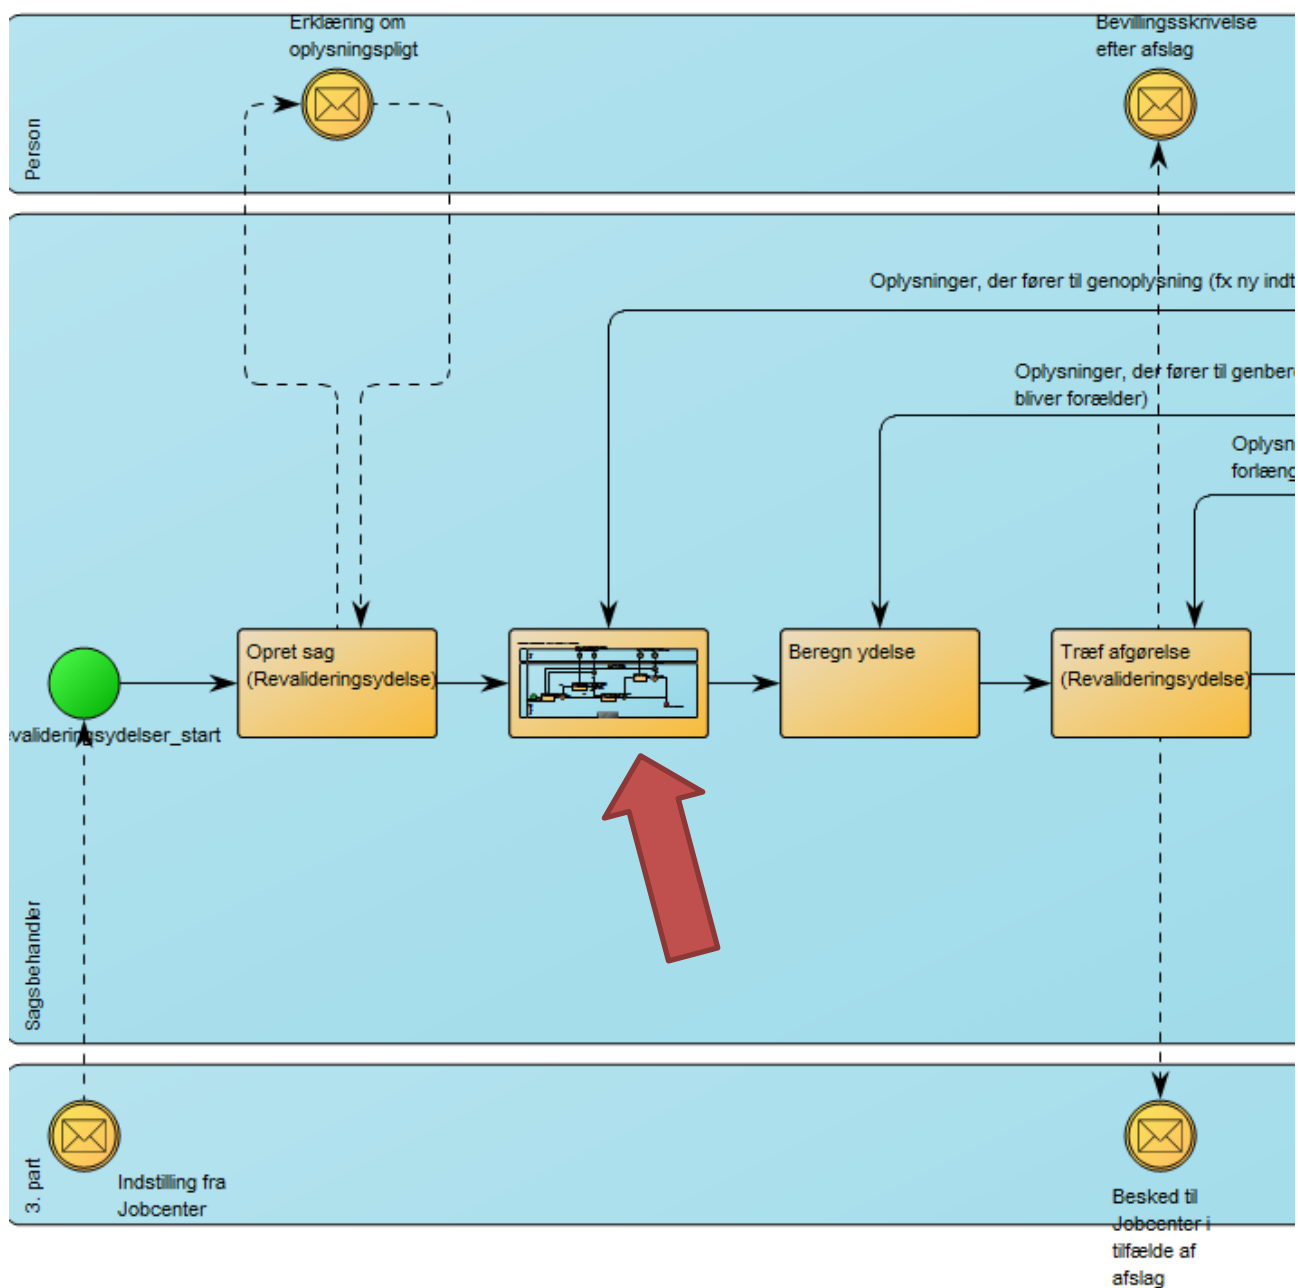 Erklæring om
oplysningspligt
Bevillingsskrivelse
efter afslag
Person
Oplysninger, der fører til genoplysning (fx ny indt
Oplysninger, der fører til genber
bliver forælder)
Oplysn
forlæng
Opret sag
(Revalideringsydelse)
Beregn ydelse
Træf afgørelse
(Revalideringsydelse)
evalideringsydelser_start
Sagsbehandler
3. part
Indstilling fra
Jobcenter
Besked til
Jobcenter i
tilfælde af
afslag